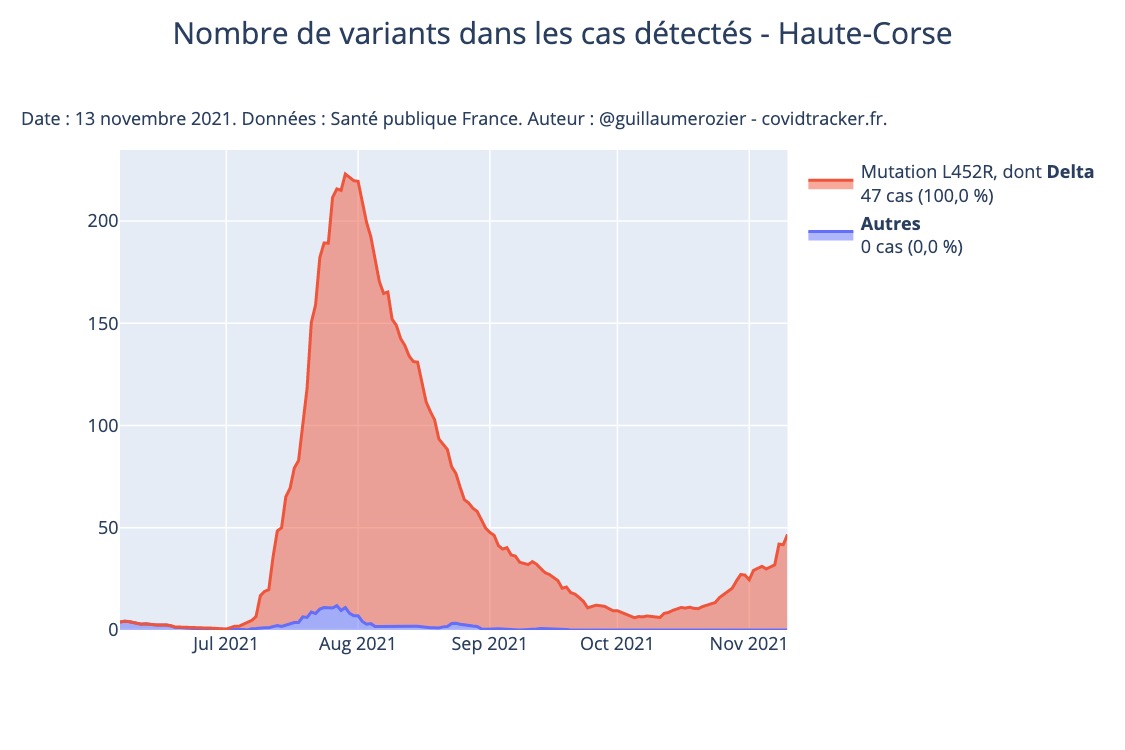 Nombre de variants dans les cas détectés - Haute-Corse
Date : 13 novembre 2021. Données : Santé publique France. Auteur : @guillaumerozier - covidtracker.fr.
Mutation L452R, dont Delta
47 cas (100,0 %)
Autres
0 cas (0,0 %)
200
150
100
50
0
Jul 2021
Aug 2021
Sep 2021
Oct 2021
Nov 2021